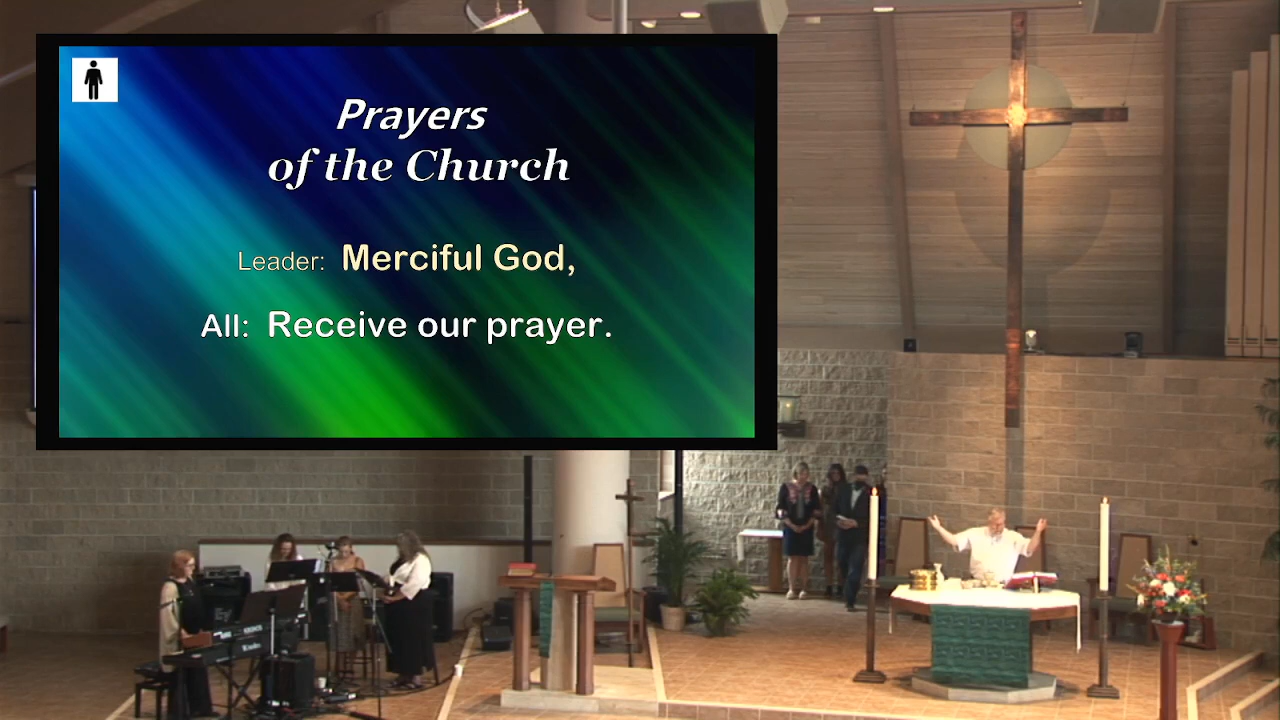 Prayers
of the Church
Leader: Merciful God,
All: Receive our prayer.